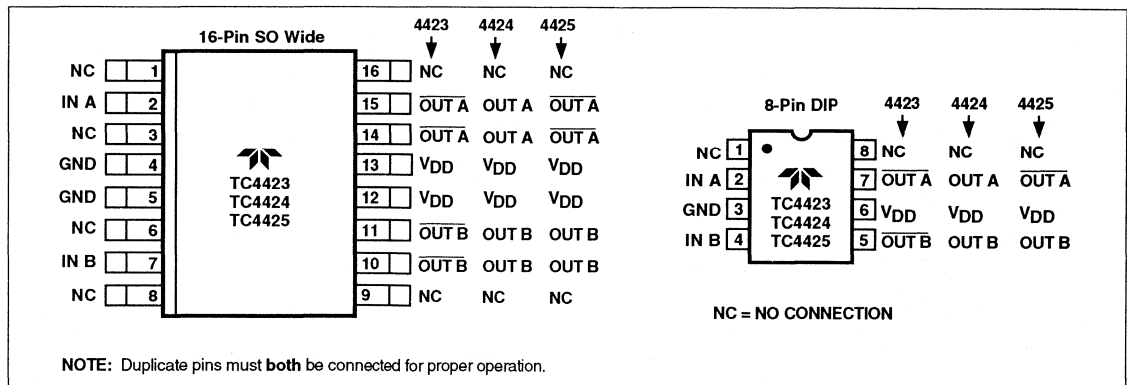 16-Pin SO Wide
4423 4424 4425
NC 1 16 NC NC NC
IN A 2 15 OUT A OUT A OUT A
NC 3 14 OUT A OUT A OUT A
GND 4 13 VDD VDD VDD
GND 5 12 VDD VDD VDD
NC 6 11 OUT B OUT B OUT B
IN B 7 10 OUT B OUT B OUT B
NC 8 9 NC NC NC
TC4423
TC4424
TC4425
8-Pin DIP
4423 4424 4425
NC 1 8 NC NC NC
IN A 2 7 OUT A OUT A OUT A
GND 3 6 VDD VDD VDD
IN B 4 5 OUT B OUT B OUT B
TC4423
TC4424
TC4425
NC = NO CONNECTION
NOTE: Duplicate pins must both be connected for proper operation.